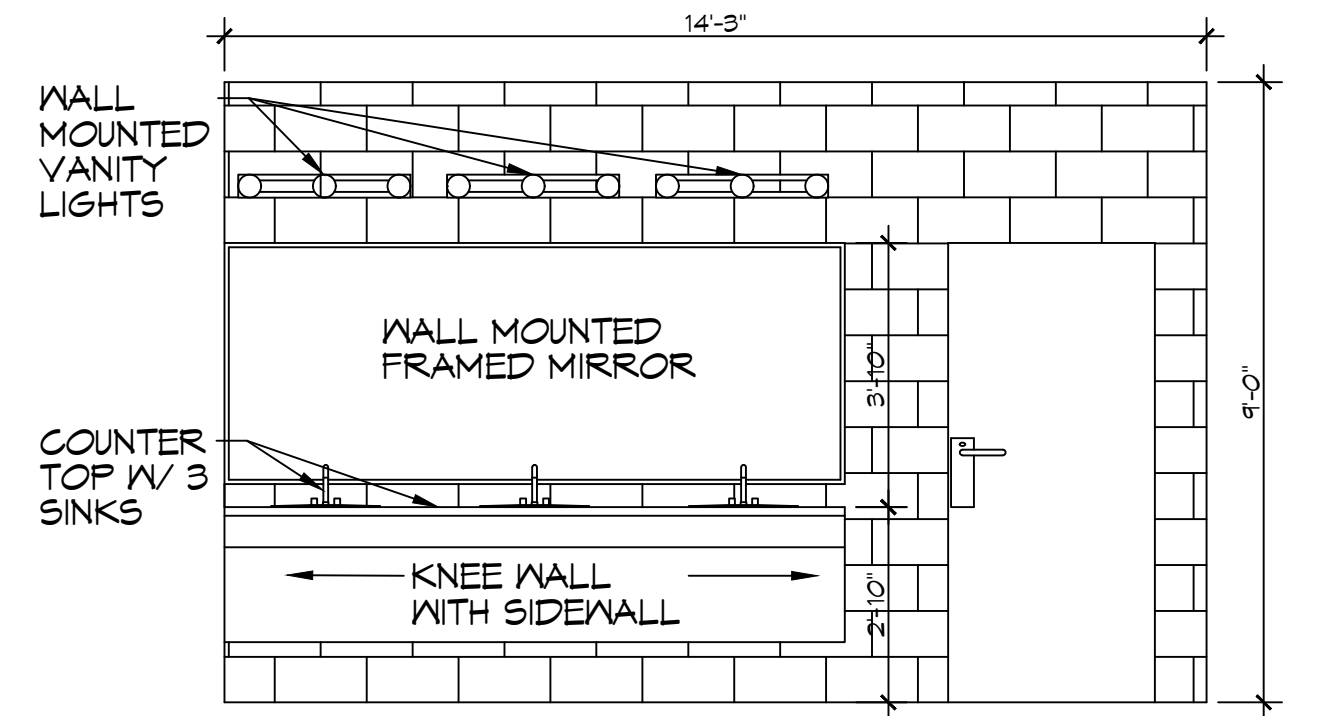 14'-3"
WALL
MOUNTED
VANITY
LIGHTS
WALL MOUNTED
FRAMED MIRROR
3'-10"
9'-0"
COUNTER
TOP W/ 3
SINKS
KNEE WALL
WITH SIDEWALL
2'-10"